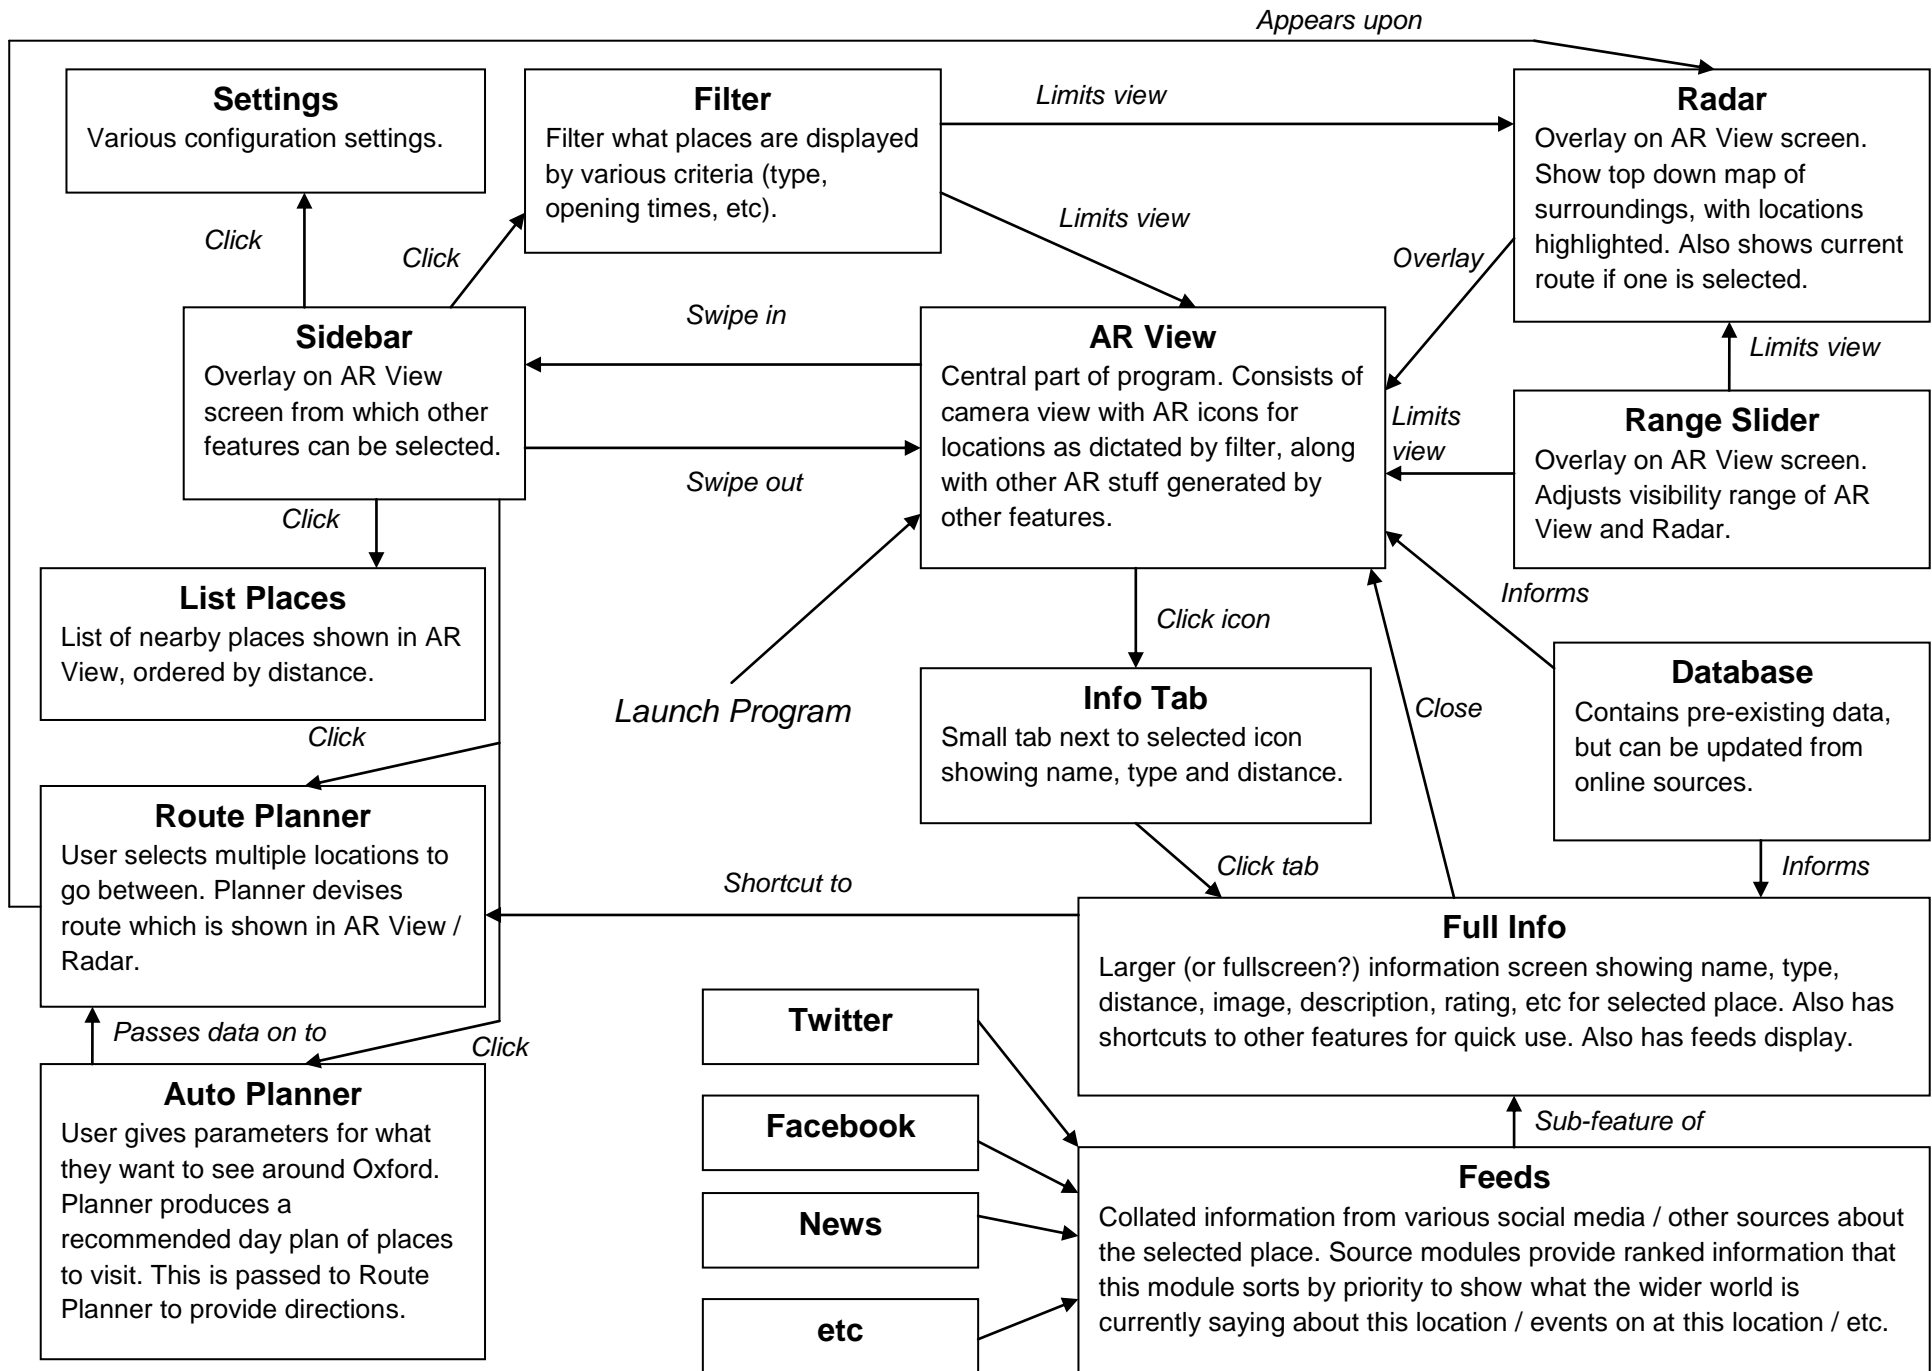 Appears upon
Settings
Various configuration settings.
Filter
Filter what places are displayed
by various criteria (type,
opening times, etc).
Limits view
Limits view
Radar
Overlay on AR View screen.
Show top down map of
surroundings, with locations
highlighted. Also shows current
route if one is selected.
Click
Click
Overlay
Sidebar
Overlay on AR View
screen from which other
features can be selected.
Swipe in
Swipe out
AR View
Central part of program. Consists of
camera view with AR icons for
locations as dictated by filter, along
with other AR stuff generated by
other features.
Limits view
Limits
view
Range Slider
Overlay on AR View screen.
Adjusts visibility range of AR
View and Radar.
Click
List Places
List of nearby places shown in AR
View, ordered by distance.
Launch Program
Click icon
Informs
Info Tab
Small tab next to selected icon
showing name, type and distance.
Close
Database
Contains pre-existing data,
but can be updated from
online sources.
Click
Route Planner
User selects multiple locations to
go between. Planner devises
route which is shown in AR View /
Radar.
Shortcut to
Click tab
Informs
Full Info
Larger (or fullscreen?) information screen showing name, type,
distance, image, description, rating, etc for selected place. Also has
shortcuts to other features for quick use. Also has feeds display.
Passes data on to
Click
Auto Planner
User gives parameters for what
they want to see around Oxford.
Planner produces a
recommended day plan of places
to visit. This is passed to Route
Planner to provide directions.
Twitter
Facebook
News
etc
Sub-feature of
Feeds
Collated information from various social media / other sources about
the selected place. Source modules provide ranked information that
this module sorts by priority to show what the wider world is
currently saying about this location / events on at this location / etc.